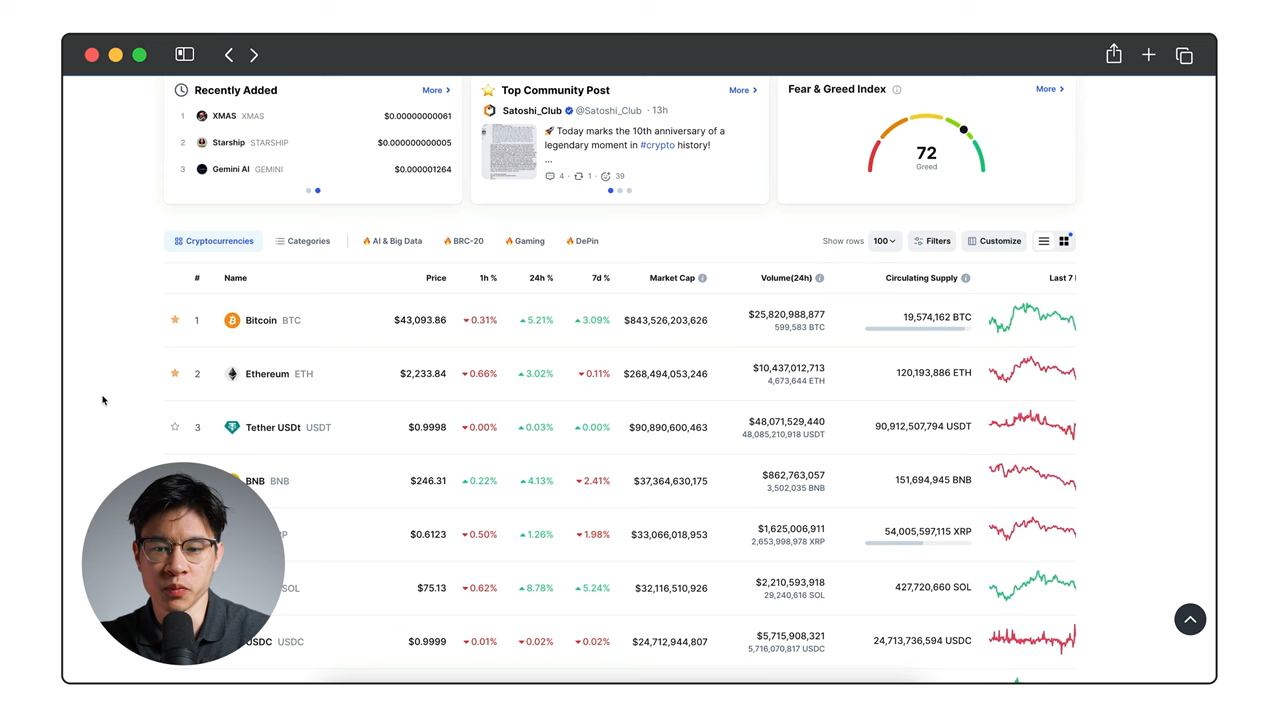 Recently Added
More >
1 XMAS XMAS $0.00000000061
2 Starship STARSHIP $0.000000000005
3 Gemini AI GEMINI $0.000001264
Top Community Post
More >
Satoshi_Club @Satoshi_Club · 13h
🚀 Today marks the 10th anniversary of a
legendary moment in #crypto history!
...
4 · 1 · 39
Fear & Greed Index
More >
72
Greed
Cryptocurrencies Categories 🔥 AI & Big Data 🔥 BRC-20 🔥 Gaming 🔥 DePin Show rows 100 Filters Customize
# Name Price 1h % 24h % 7d % Market Cap Volume(24h) Circulating Supply Last 7
1 Bitcoin BTC $43,093.86 0.31% 5.21% 3.09% $843,526,203,626 $25,820,988,877 19,574,162 BTC
599,583 BTC
2 Ethereum ETH $2,233.84 0.66% 3.02% 0.11% $268,494,053,246 $10,437,012,713 120,193,886 ETH
4,673,644 ETH
3 Tether USDt USDT $0.9998 0.00% 0.03% 0.00% $90,890,600,463 $48,071,529,440 90,912,507,794 USDT
48,085,210,918 USDT
BNB BNB $246.31 0.22% 4.13% 2.41% $37,364,630,175 $862,763,057 151,694,945 BNB
3,502,035 BNB
$0.6123 0.50% 1.26% 1.98% $33,066,018,953 $1,625,006,911 54,005,597,115 XRP
2,653,998,978 XRP
SOL $75.13 0.62% 8.78% 5.24% $32,116,510,926 $2,210,593,918 427,720,660 SOL
29,240,616 SOL
USDC $0.9999 0.01% 0.02% 0.02% $24,712,944,807 $5,715,908,321 24,713,736,594 USDC
5,716,070,817 USDC